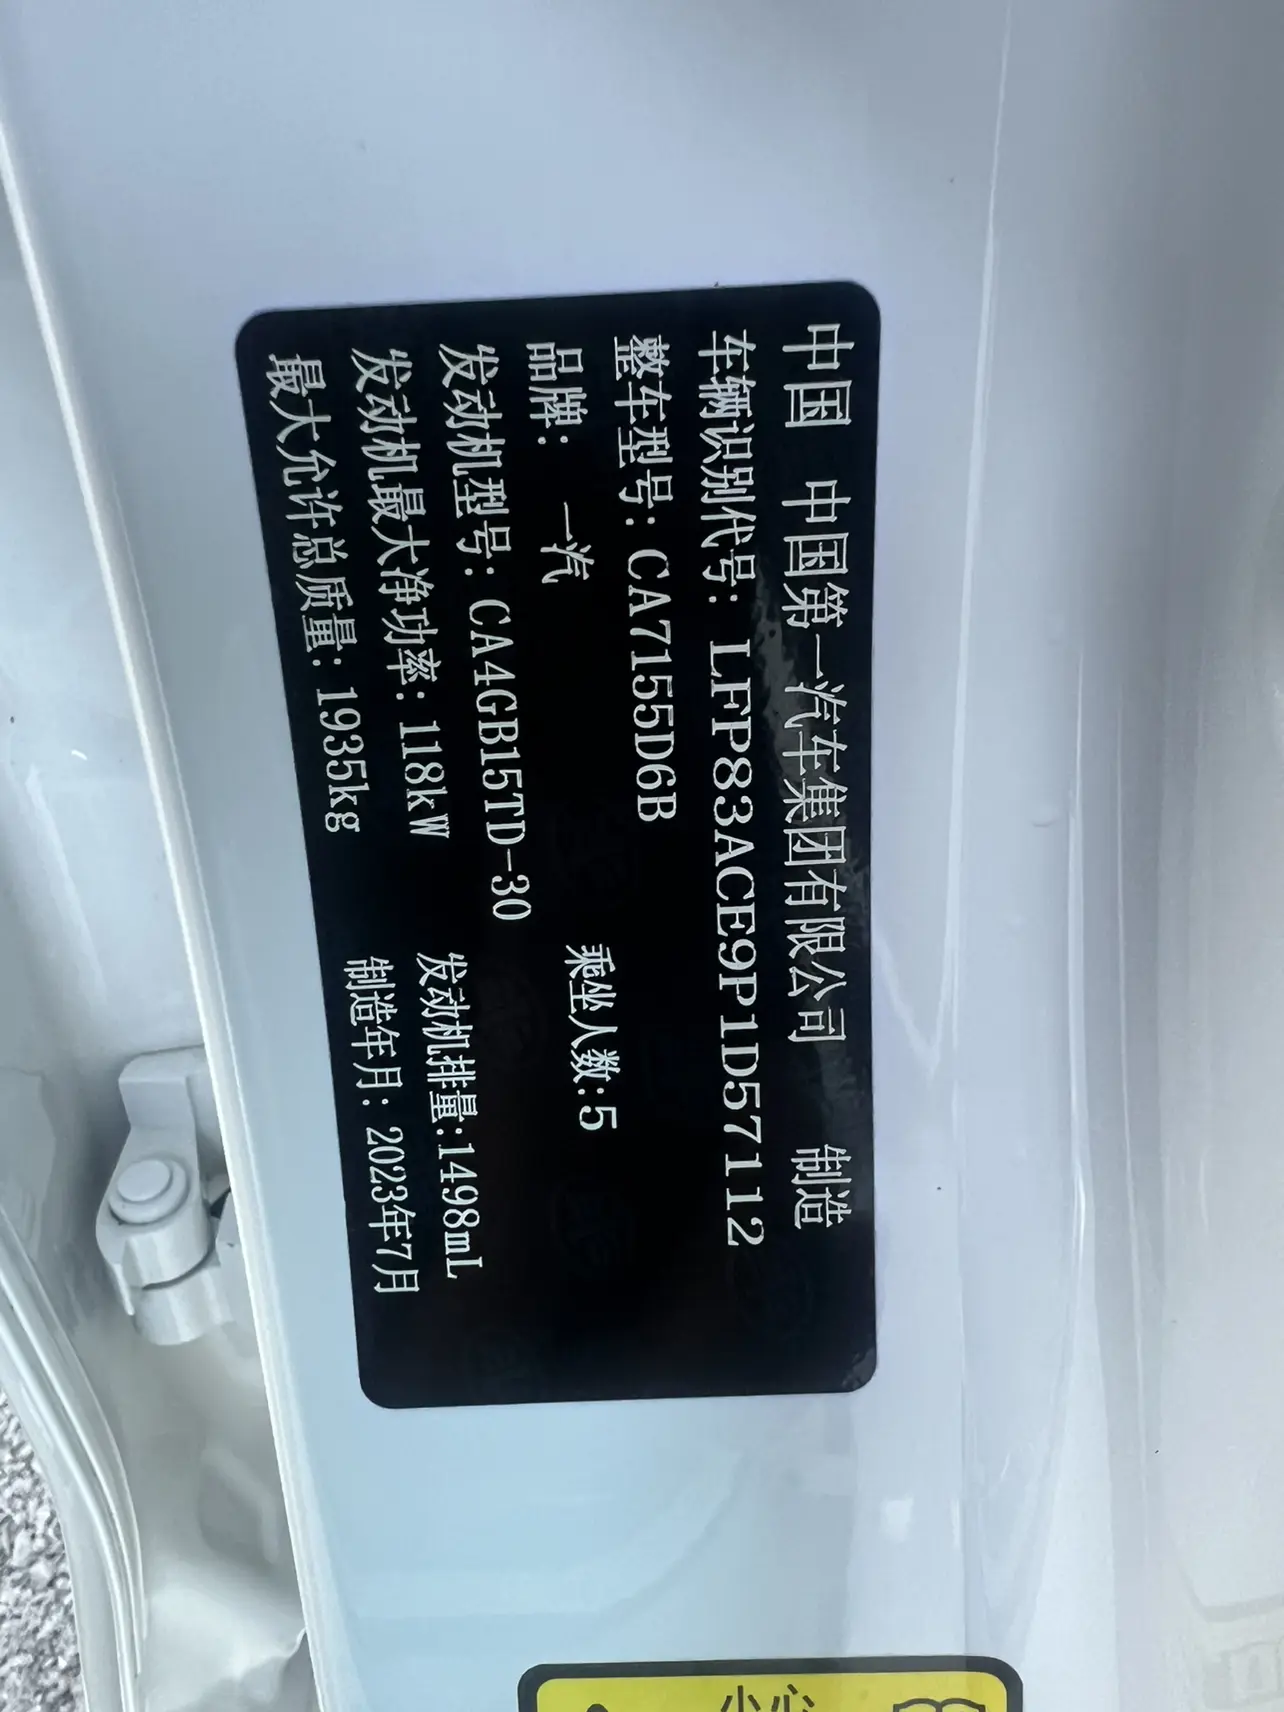 中国 中国第一汽车集团有限公司 制造
车辆识别代号: LFP83ACE9P1D57112
整车型号: CA7155D6B
品牌: 一汽 乘坐人数:5
发动机型号: CA4GB15TD-30 发动机排量:1498mL
发动机最大净功率: 118kW 制造年月: 2023年7月
最大允许总质量: 1935kg
小心